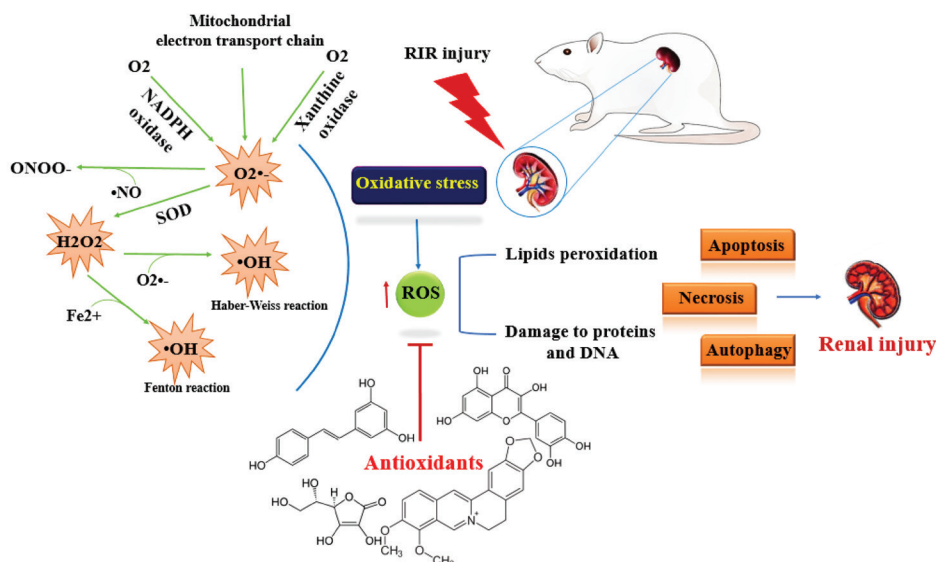 Mitochondrial
electron transport chain
O2
O2
NADPH
oxidase
Xanthine
oxidase
RIR injury
ONOO-
•NO
O2•-
SOD
H2O2
O2•-
•OH
Haber-Weiss reaction
Fe2+
•OH
Fenton reaction
Oxidative stress
ROS
Lipids peroxidation
Damage to proteins
and DNA
Apoptosis
Necrosis
Autophagy
Renal injury
Antioxidants
OH
OH
HO
OH
O
OH
HO
O
OH
OH
HO
HO
O
O
HO
OH
O
O
N+
O
CH3
O
CH3